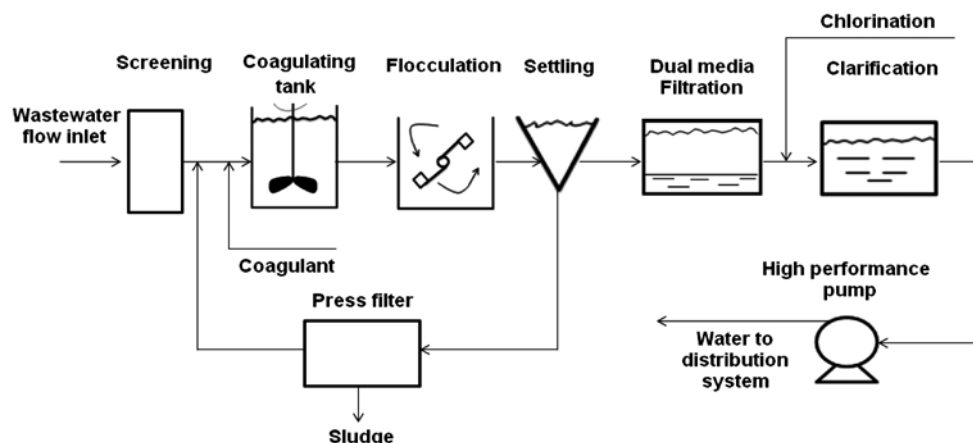 Chlorination
Screening
Coagulating
tank
Flocculation
Settling
Dual media
Filtration
Clarification
Wastewater
flow inlet
Coagulant
Press filter
High performance
pump
Water to
distribution
system
Sludge